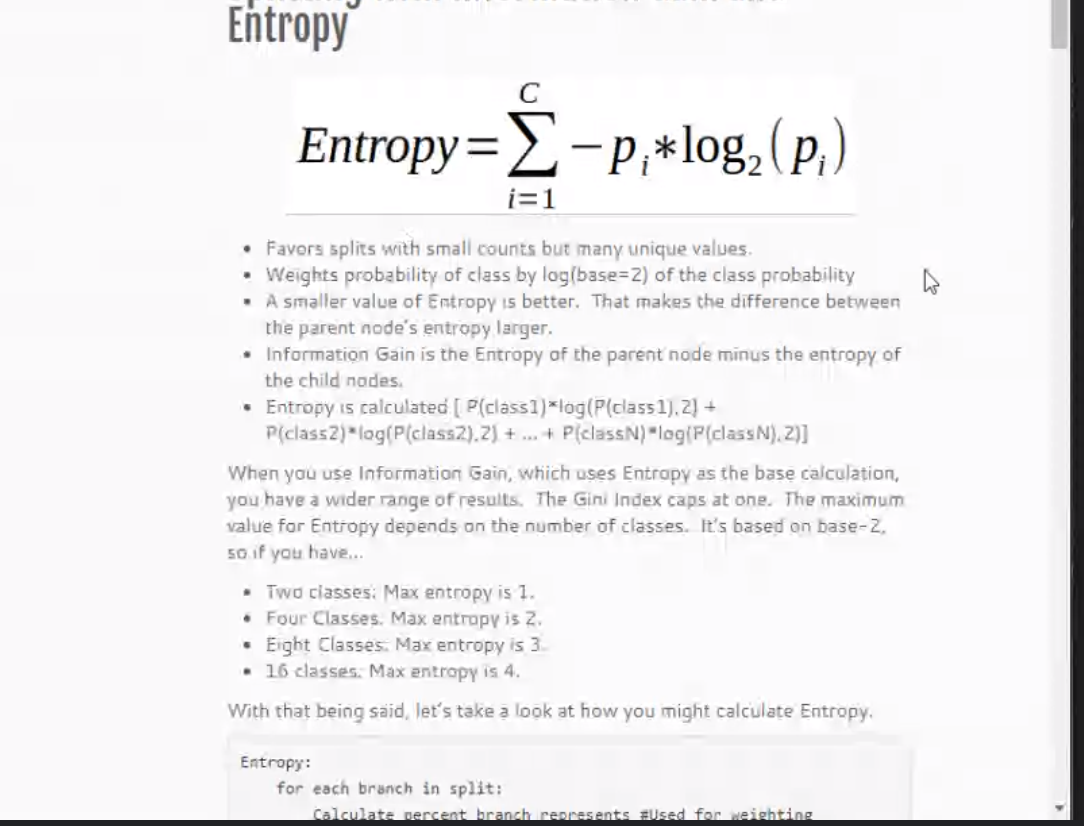 Entropy
Entropy=∑ − pᵢ*log₂(pᵢ)
C
i=1
Favors splits with small counts but many unique values.
Weights probability of class by log(base=2) of the class probability
A smaller value of Entropy is better. That makes the difference between
the parent node's entropy larger.
Information Gain is the Entropy of the parent node minus the entropy of
the child nodes.
Entropy is calculated [ P(class1)*log(P(class1),2) +
P(class2)*log(P(class2),2) + ... + P(classN)*log(P(classN),2)]
When you use Information Gain, which uses Entropy as the base calculation,
you have a wider range of results. The Gini Index caps at one. The maximum
value for Entropy depends on the number of classes. It's based on base-2,
so if you have...
Two classes: Max entropy is 1.
Four Classes: Max entropy is 2.
Eight Classes: Max entropy is 3.
16 classes: Max entropy is 4.
With that being said, let's take a look at how you might calculate Entropy.
Entropy:
for each branch in split:
Calculate percent branch represents #Used for weighting